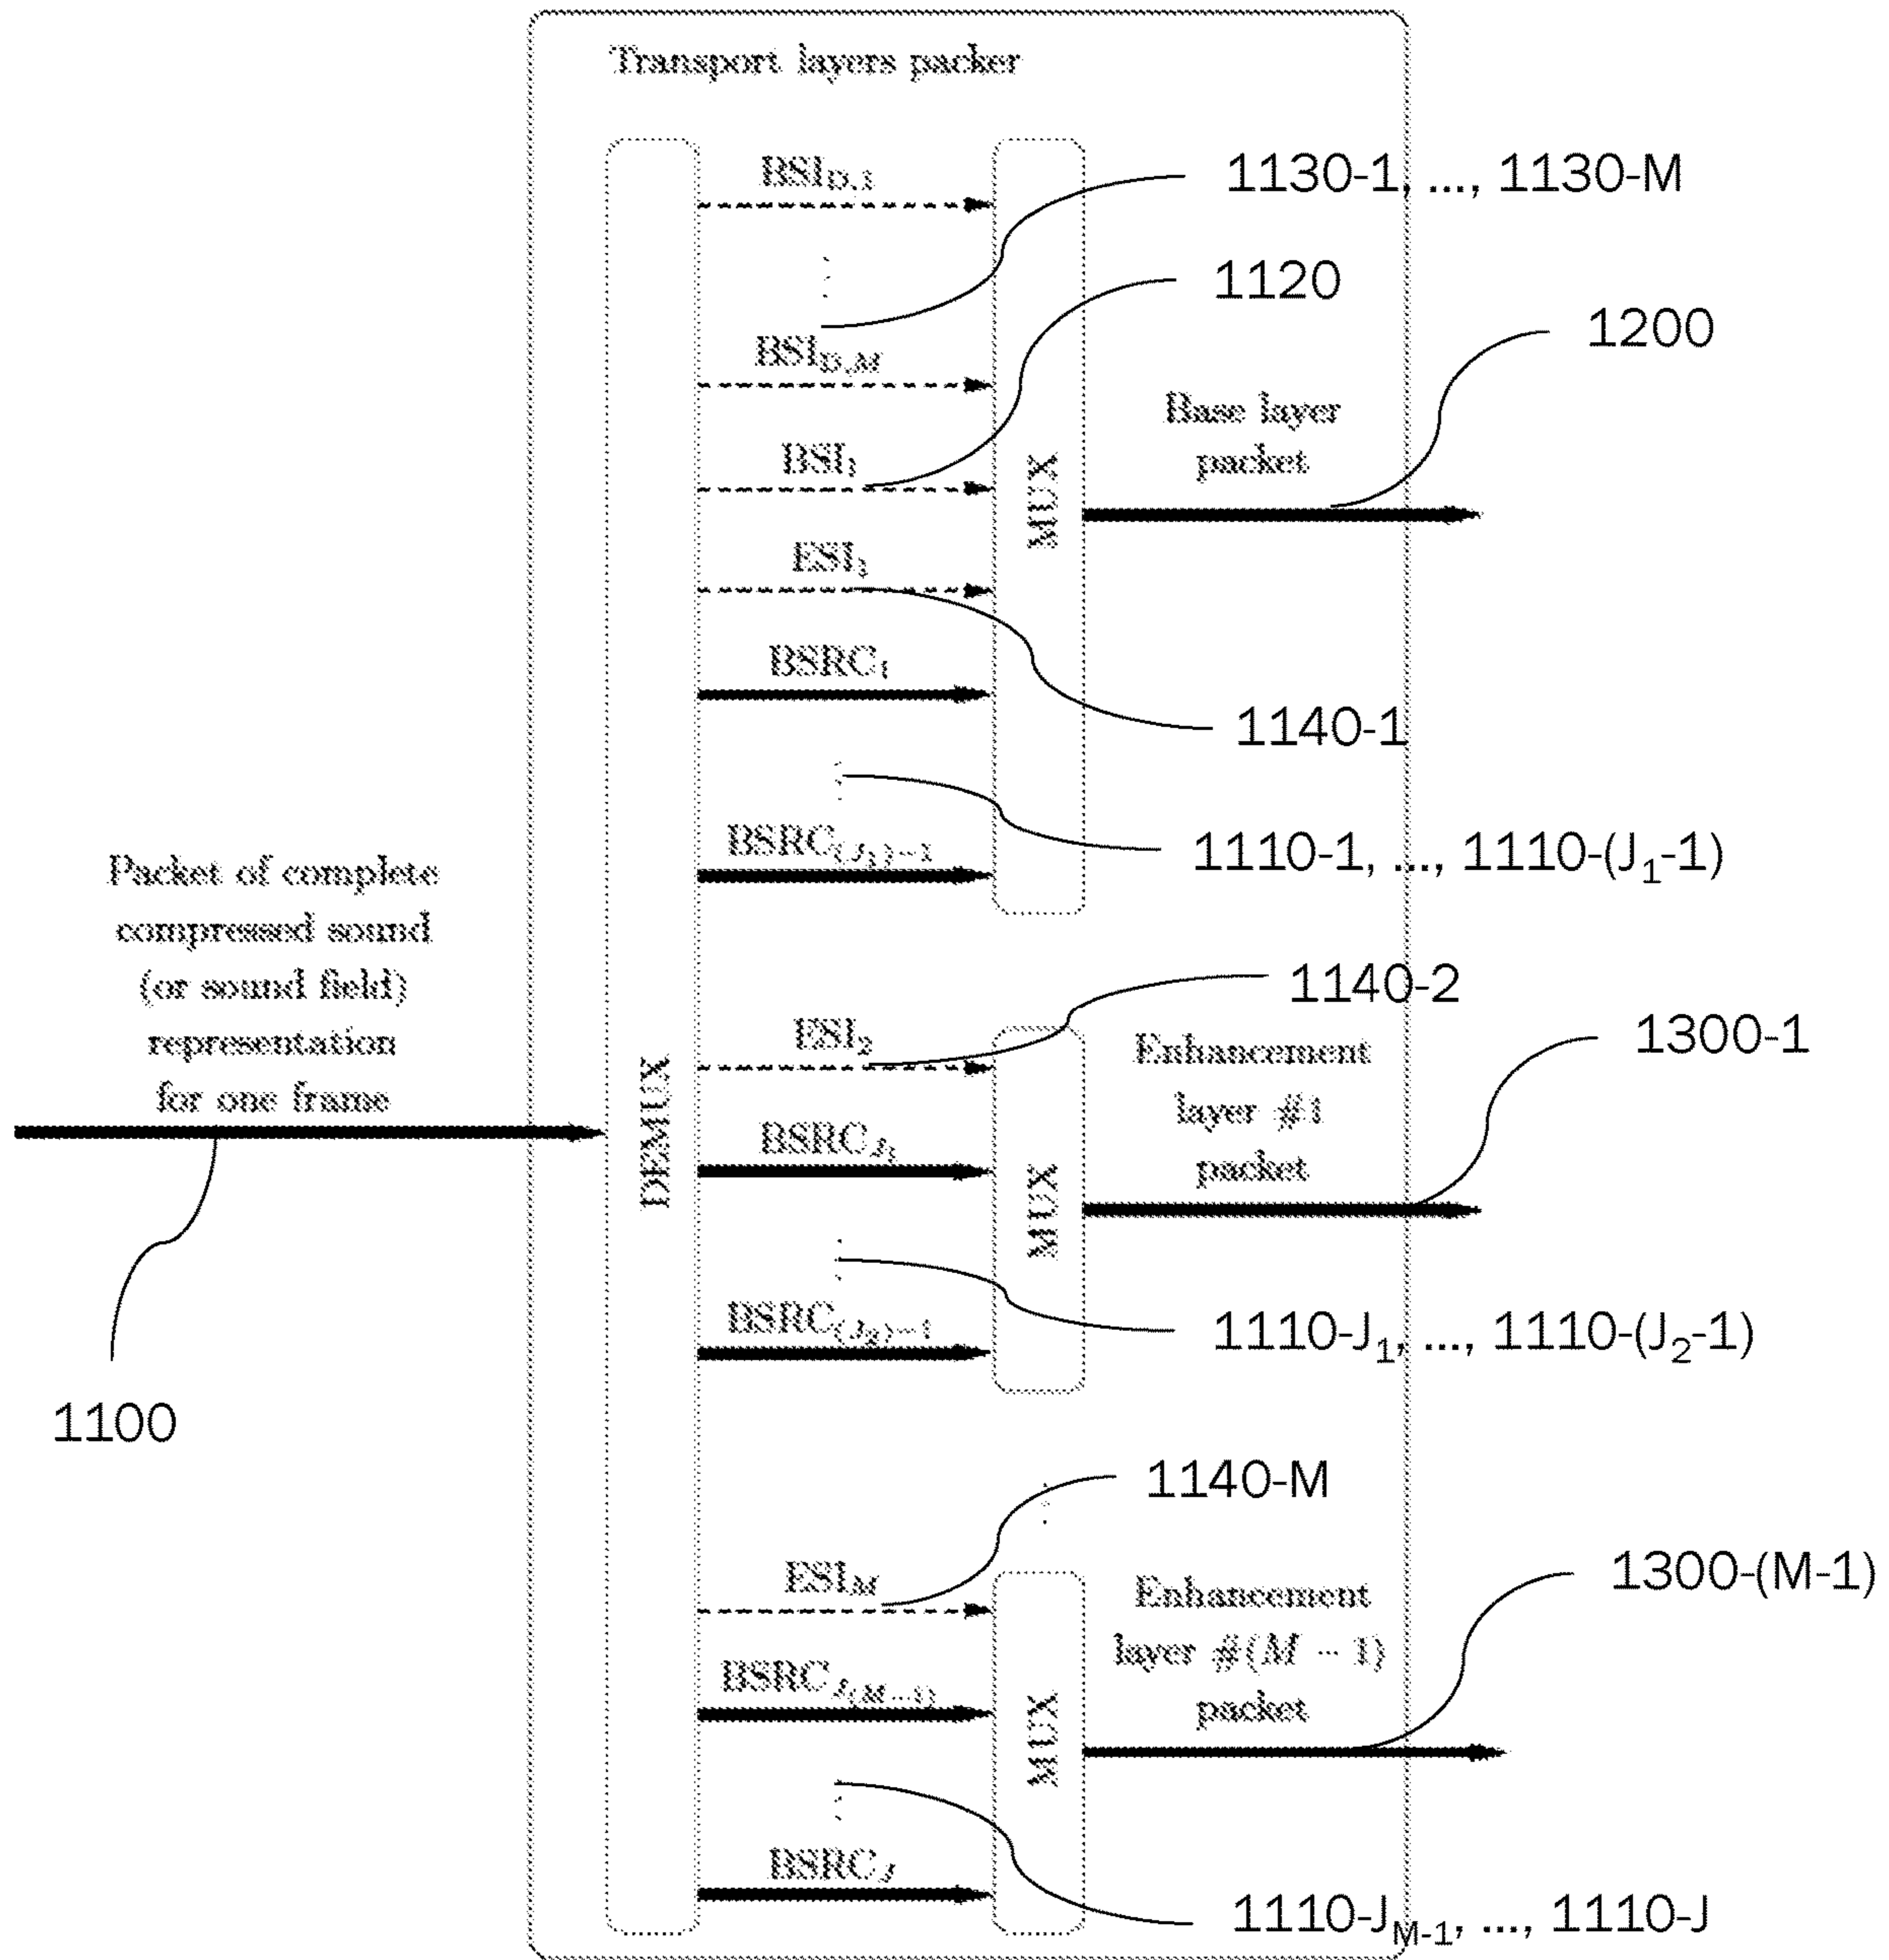 Transport layers packer
BSI_{D,1}
1130-1, ..., 1130-M
1120
BSI_{D,M}
1200
Base layer
packet
BSI_1
MUX
ESI_1
BSRC_1
1140-1
BSRC_{(J_1)-1}
1110-1, ..., 1110-(J_1-1)
Packet of complete
compressed sound
(or sound field)
representation
for one frame
1100
DEMUX
1140-2
ESI_2
Enhancement
layer #1
packet
1300-1
BSRC_{J_1}
MUX
BSRC_{(J_2)-1}
1110-J_1, ..., 1110-(J_2-1)
1140-M
ESI_M
Enhancement
layer #(M - 1)
packet
1300-(M-1)
BSRC_{J_{(M-1)}}
MUX
BSRC_J
1110-J_{M-1}, ..., 1110-J